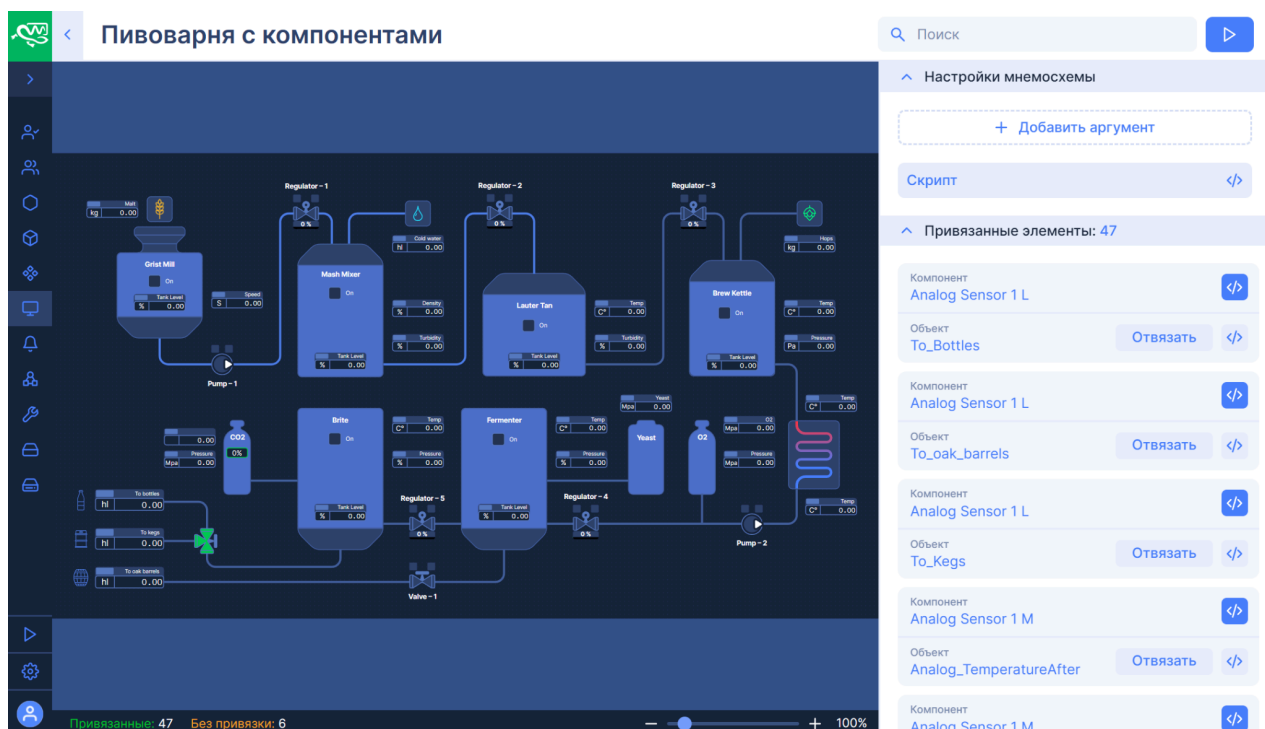 Пивоварня с компонентами
Поиск
Настройки мнемосхемы
+ Добавить аргумент
Скрипт </>
Привязанные элементы: 47
Компонент
Analog Sensor 1 L </>
Объект
To_Bottles
Отвязать </>
Компонент
Analog Sensor 1 L </>
Объект
To_oak_barrels
Отвязать </>
Компонент
Analog Sensor 1 L </>
Объект
To_Kegs
Отвязать </>
Компонент
Analog Sensor 1 M </>
Объект
Analog_TemperatureAfter
Отвязать </>
Компонент
Analog Sensor 1 M </>
Regulator – 1
0 %
Regulator – 2
0 %
Regulator – 3
0 %
Malt
kg 0.00
Cold water
hl 0.00
Hops
kg 0.00
Grist Mill
On
Tank Level
% 0.00
Speed
S 0.00
Pump – 1
Mash Mixer
On
Tank Level
% 0.00
Density
% 0.00
Turbidity
% 0.00
Lauter Tan
On
Tank Level
% 0.00
Temp
C° 0.00
Turbidity
% 0.00
Brew Kettle
On
Tank Level
% 0.00
Temp
C° 0.00
Pressure
Pa 0.00
0.00
Pressure
Mpa 0.00
CO2
0%
Brite
On
Tank Level
% 0.00
Temp
C° 0.00
Pressure
% 0.00
Regulator – 5
0 %
Fermenter
On
Tank Level
% 0.00
Temp
C° 0.00
Pressure
% 0.00
Regulator – 4
0 %
Yeast
Mpa 0.00
Yeast
O2
O2
Mpa 0.00
Pressure
Mpa 0.00
Temp
C° 0.00
Temp
C° 0.00
Pump – 2
To bottles
hl 0.00
To kegs
hl 0.00
To oak barrels
hl 0.00
Valve – 1
Привязанные: 47 Без привязки: 6
— + 100%